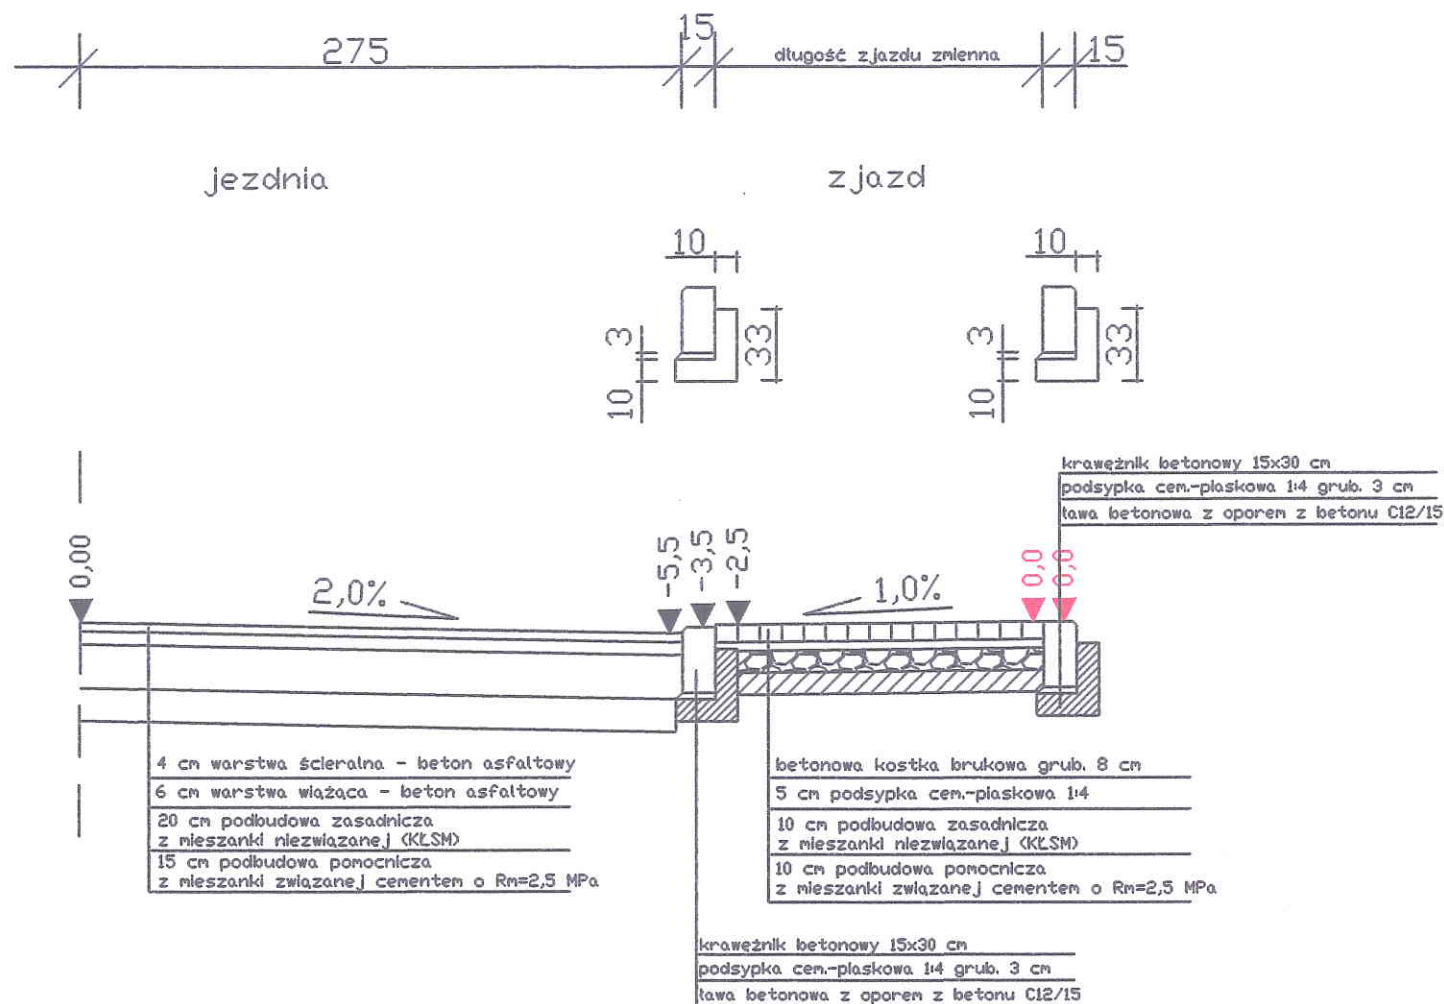 275
15
długość zjazdu zmienna
15
jezdnia
zjazd
10
10
3
33
10
3
33
10
krawężnik betonowy 15x30 cm
podsypka cem.-piaskowa 1:4 grub. 3 cm
ława betonowa z oporem z betonu C12/15
0,00
2,0%
-5,5
-3,5
-2,5
1,0%
0,0
0,0
4 cm warstwa ścieralna - beton asfaltowy
6 cm warstwa wiążąca - beton asfaltowy
20 cm podbudowa zasadnicza
z mieszanki niezwiązanej (KŁSM)
15 cm podbudowa pomocnicza
z mieszanki związanej cementem o Rm=2,5 MPa
betonowa kostka brukowa grub. 8 cm
5 cm podsypka cem.-piaskowa 1:4
10 cm podbudowa zasadnicza
z mieszanki niezwiązanej (KŁSM)
10 cm podbudowa pomocnicza
z mieszanki związanej cementem o Rm=2,5 MPa
krawężnik betonowy 15x30 cm
podsypka cem.-piaskowa 1:4 grub. 3 cm
ława betonowa z oporem z betonu C12/15